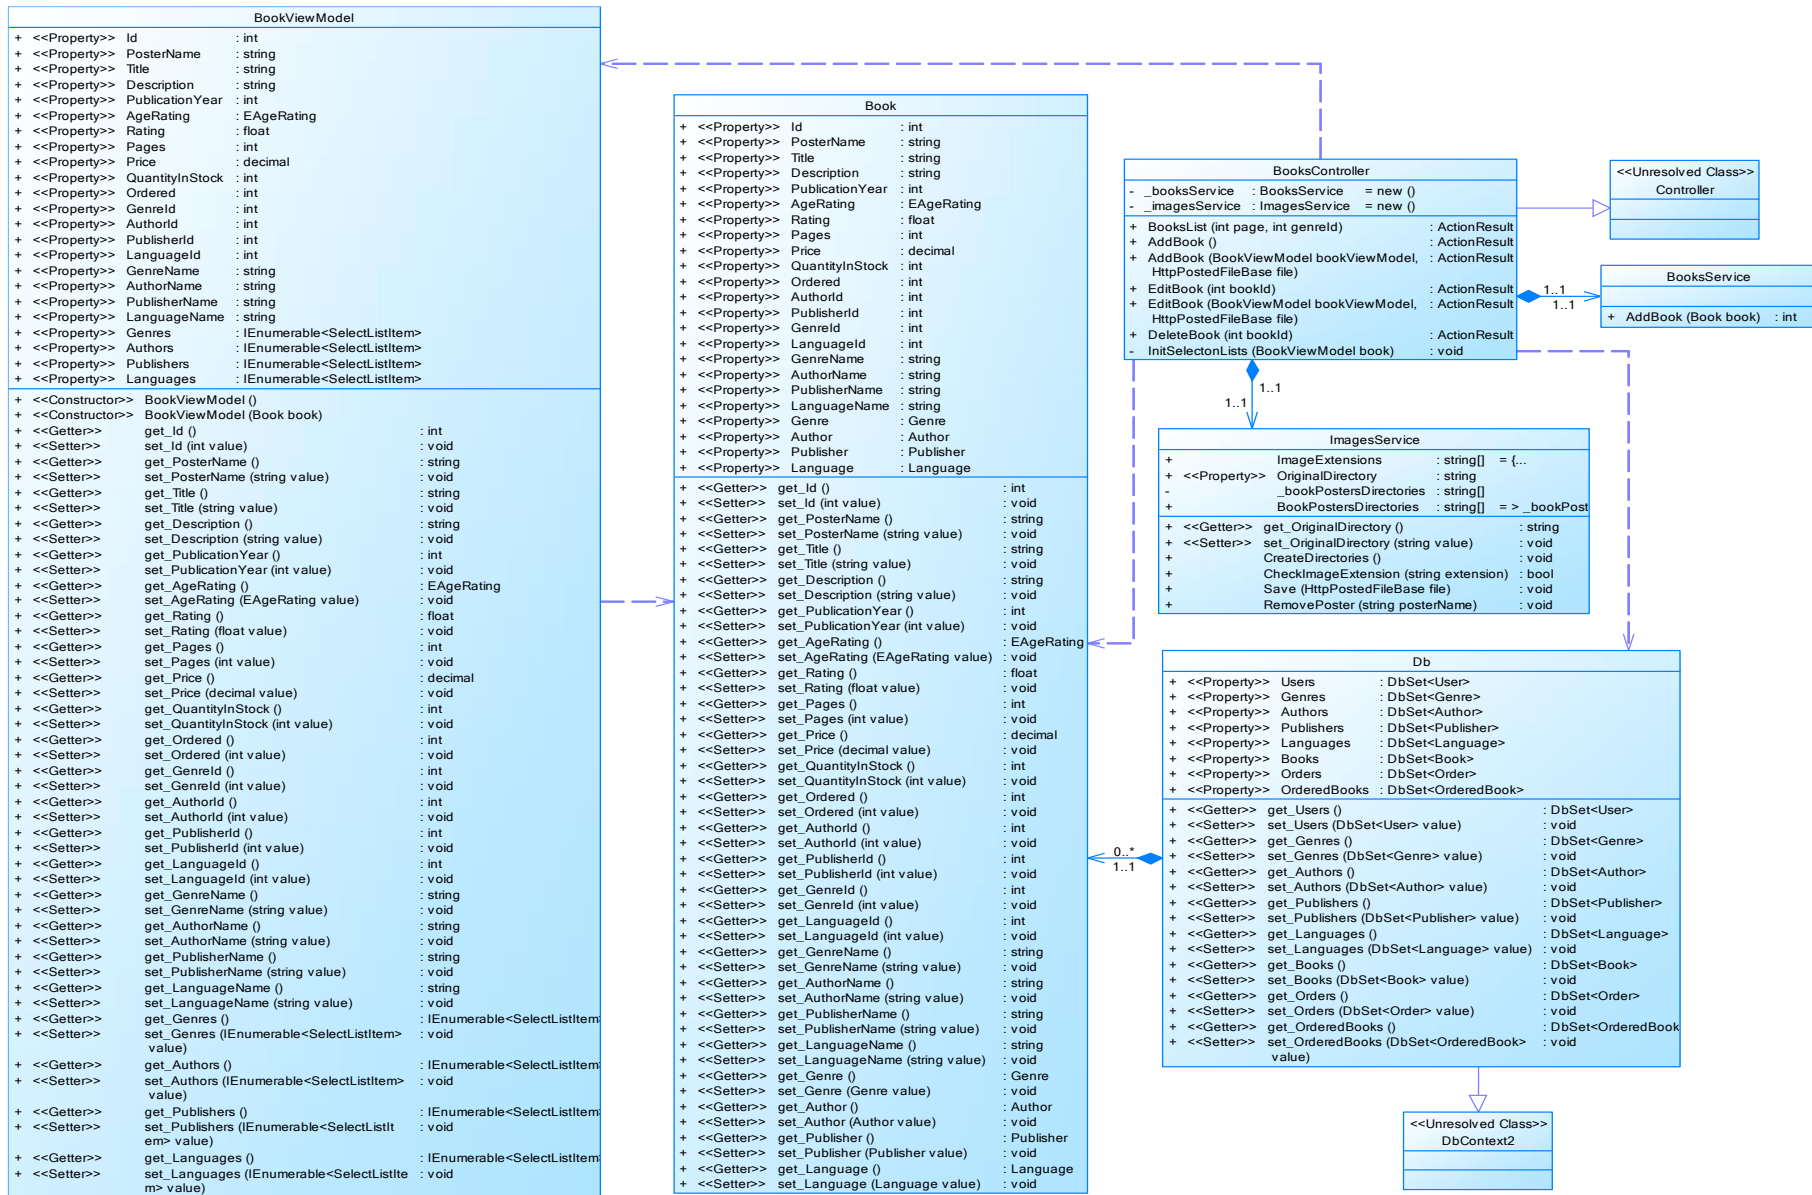 BookViewModel
+ <<Property>> Id : int
+ <<Property>> PosterName : string
+ <<Property>> Title : string
+ <<Property>> Description : string
+ <<Property>> PublicationYear : int
+ <<Property>> AgeRating : EAgeRating
+ <<Property>> Rating : float
+ <<Property>> Pages : int
+ <<Property>> Price : decimal
+ <<Property>> QuantityInStock : int
+ <<Property>> Ordered : int
+ <<Property>> GenreId : int
+ <<Property>> AuthorId : int
+ <<Property>> PublisherId : int
+ <<Property>> LanguageId : int
+ <<Property>> GenreName : string
+ <<Property>> AuthorName : string
+ <<Property>> PublisherName : string
+ <<Property>> LanguageName : string
+ <<Property>> Genres : IEnumerable<SelectListItem>
+ <<Property>> Authors : IEnumerable<SelectListItem>
+ <<Property>> Publishers : IEnumerable<SelectListItem>
+ <<Property>> Languages : IEnumerable<SelectListItem>
+ <<Constructor>> BookViewModel ()
+ <<Constructor>> BookViewModel (Book book)
+ <<Getter>> get_Id () : int
+ <<Setter>> set_Id (int value) : void
+ <<Getter>> get_PosterName () : string
+ <<Setter>> set_PosterName (string value) : void
+ <<Getter>> get_Title () : string
+ <<Setter>> set_Title (string value) : void
+ <<Getter>> get_Description () : string
+ <<Setter>> set_Description (string value) : void
+ <<Getter>> get_PublicationYear () : int
+ <<Setter>> set_PublicationYear (int value) : void
+ <<Getter>> get_AgeRating () : EAgeRating
+ <<Setter>> set_AgeRating (EAgeRating value) : void
+ <<Getter>> get_Rating () : float
+ <<Setter>> set_Rating (float value) : void
+ <<Getter>> get_Pages () : int
+ <<Setter>> set_Pages (int value) : void
+ <<Getter>> get_Price () : decimal
+ <<Setter>> set_Price (decimal value) : void
+ <<Getter>> get_QuantityInStock () : int
+ <<Setter>> set_QuantityInStock (int value) : void
+ <<Getter>> get_Ordered () : int
+ <<Setter>> set_Ordered (int value) : void
+ <<Getter>> get_GenreId () : int
+ <<Setter>> set_GenreId (int value) : void
+ <<Getter>> get_AuthorId () : int
+ <<Setter>> set_AuthorId (int value) : void
+ <<Getter>> get_PublisherId () : int
+ <<Setter>> set_PublisherId (int value) : void
+ <<Getter>> get_LanguageId () : int
+ <<Setter>> set_LanguageId (int value) : void
+ <<Getter>> get_GenreName () : string
+ <<Setter>> set_GenreName (string value) : void
+ <<Getter>> get_AuthorName () : string
+ <<Setter>> set_AuthorName (string value) : void
+ <<Getter>> get_PublisherName () : string
+ <<Setter>> set_PublisherName (string value) : void
+ <<Getter>> get_LanguageName () : string
+ <<Setter>> set_LanguageName (string value) : void
+ <<Getter>> get_Genres () : IEnumerable<SelectListItem>
+ <<Setter>> set_Genres (IEnumerable<SelectListItem> : void
value)
+ <<Getter>> get_Authors () : IEnumerable<SelectListItem>
+ <<Setter>> set_Authors (IEnumerable<SelectListItem> : void
value)
+ <<Getter>> get_Publishers () : IEnumerable<SelectListItem>
+ <<Setter>> set_Publishers (IEnumerable<SelectListIt : void
em> value)
+ <<Getter>> get_Languages () : IEnumerable<SelectListItem>
+ <<Setter>> set_Languages (IEnumerable<SelectListIte : void
m> value)
Book
+ <<Property>> Id : int
+ <<Property>> PosterName : string
+ <<Property>> Title : string
+ <<Property>> Description : string
+ <<Property>> PublicationYear : int
+ <<Property>> AgeRating : EAgeRating
+ <<Property>> Rating : float
+ <<Property>> Pages : int
+ <<Property>> Price : decimal
+ <<Property>> QuantityInStock : int
+ <<Property>> Ordered : int
+ <<Property>> AuthorId : int
+ <<Property>> PublisherId : int
+ <<Property>> GenreId : int
+ <<Property>> LanguageId : int
+ <<Property>> GenreName : string
+ <<Property>> AuthorName : string
+ <<Property>> PublisherName : string
+ <<Property>> LanguageName : string
+ <<Property>> Genre : Genre
+ <<Property>> Author : Author
+ <<Property>> Publisher : Publisher
+ <<Property>> Language : Language
+ <<Getter>> get_Id () : int
+ <<Setter>> set_Id (int value) : void
+ <<Getter>> get_PosterName () : string
+ <<Setter>> set_PosterName (string value) : void
+ <<Getter>> get_Title () : string
+ <<Setter>> set_Title (string value) : void
+ <<Getter>> get_Description () : string
+ <<Setter>> set_Description (string value) : void
+ <<Getter>> get_PublicationYear () : int
+ <<Setter>> set_PublicationYear (int value) : void
+ <<Getter>> get_AgeRating () : EAgeRating
+ <<Setter>> set_AgeRating (EAgeRating value) : void
+ <<Getter>> get_Rating () : float
+ <<Setter>> set_Rating (float value) : void
+ <<Getter>> get_Pages () : int
+ <<Setter>> set_Pages (int value) : void
+ <<Getter>> get_Price () : decimal
+ <<Setter>> set_Price (decimal value) : void
+ <<Getter>> get_QuantityInStock () : int
+ <<Setter>> set_QuantityInStock (int value) : void
+ <<Getter>> get_Ordered () : int
+ <<Setter>> set_Ordered (int value) : void
+ <<Getter>> get_AuthorId () : int
+ <<Setter>> set_AuthorId (int value) : void
+ <<Getter>> get_PublisherId () : int
+ <<Setter>> set_PublisherId (int value) : void
+ <<Getter>> get_GenreId () : int
+ <<Setter>> set_GenreId (int value) : void
+ <<Getter>> get_LanguageId () : int
+ <<Setter>> set_LanguageId (int value) : void
+ <<Getter>> get_GenreName () : string
+ <<Setter>> set_GenreName (string value) : void
+ <<Getter>> get_AuthorName () : string
+ <<Setter>> set_AuthorName (string value) : void
+ <<Getter>> get_PublisherName () : string
+ <<Setter>> set_PublisherName (string value) : void
+ <<Getter>> get_LanguageName () : string
+ <<Setter>> set_LanguageName (string value) : void
+ <<Getter>> get_Genre () : Genre
+ <<Setter>> set_Genre (Genre value) : void
+ <<Getter>> get_Author () : Author
+ <<Setter>> set_Author (Author value) : void
+ <<Getter>> get_Publisher () : Publisher
+ <<Setter>> set_Publisher (Publisher value) : void
+ <<Getter>> get_Language () : Language
+ <<Setter>> set_Language (Language value) : void
BooksController
- _booksService : BooksService = new ()
- _imagesService : ImagesService = new ()
+ BooksList (int page, int genreId) : ActionResult
+ AddBook () : ActionResult
+ AddBook (BookViewModel bookViewModel, : ActionResult
HttpPostedFileBase file)
+ EditBook (int bookId) : ActionResult
+ EditBook (BookViewModel bookViewModel, : ActionResult
HttpPostedFileBase file)
+ DeleteBook (int bookId) : ActionResult
- InitSelectonLists (BookViewModel book) : void
<<Unresolved Class>>
Controller
BooksService
+ AddBook (Book book) : int
1..1
1..1
1..1
1..1
ImagesService
+ ImageExtensions : string[] = {...
+ <<Property>> OriginalDirectory : string
- _bookPostersDirectories : string[]
+ BookPostersDirectories : string[] = > _bookPost
+ <<Getter>> get_OriginalDirectory () : string
+ <<Setter>> set_OriginalDirectory (string value) : void
+ CreateDirectories () : void
+ CheckImageExtension (string extension) : bool
+ Save (HttpPostedFileBase file) : void
+ RemovePoster (string posterName) : void
Db
+ <<Property>> Users : DbSet<User>
+ <<Property>> Genres : DbSet<Genre>
+ <<Property>> Authors : DbSet<Author>
+ <<Property>> Publishers : DbSet<Publisher>
+ <<Property>> Languages : DbSet<Language>
+ <<Property>> Books : DbSet<Book>
+ <<Property>> Orders : DbSet<Order>
+ <<Property>> OrderedBooks : DbSet<OrderedBook>
+ <<Getter>> get_Users () : DbSet<User>
+ <<Setter>> set_Users (DbSet<User> value) : void
+ <<Getter>> get_Genres () : DbSet<Genre>
+ <<Setter>> set_Genres (DbSet<Genre> value) : void
+ <<Getter>> get_Authors () : DbSet<Author>
+ <<Setter>> set_Authors (DbSet<Author> value) : void
+ <<Getter>> get_Publishers () : DbSet<Publisher>
+ <<Setter>> set_Publishers (DbSet<Publisher> value) : void
+ <<Getter>> get_Languages () : DbSet<Language>
+ <<Setter>> set_Languages (DbSet<Language> value) : void
+ <<Getter>> get_Books () : DbSet<Book>
+ <<Setter>> set_Books (DbSet<Book> value) : void
+ <<Getter>> get_Orders () : DbSet<Order>
+ <<Setter>> set_Orders (DbSet<Order> value) : void
+ <<Getter>> get_OrderedBooks () : DbSet<OrderedBook
+ <<Setter>> set_OrderedBooks (DbSet<OrderedBook> : void
value)
0..*
1..1
<<Unresolved Class>>
DbContext2